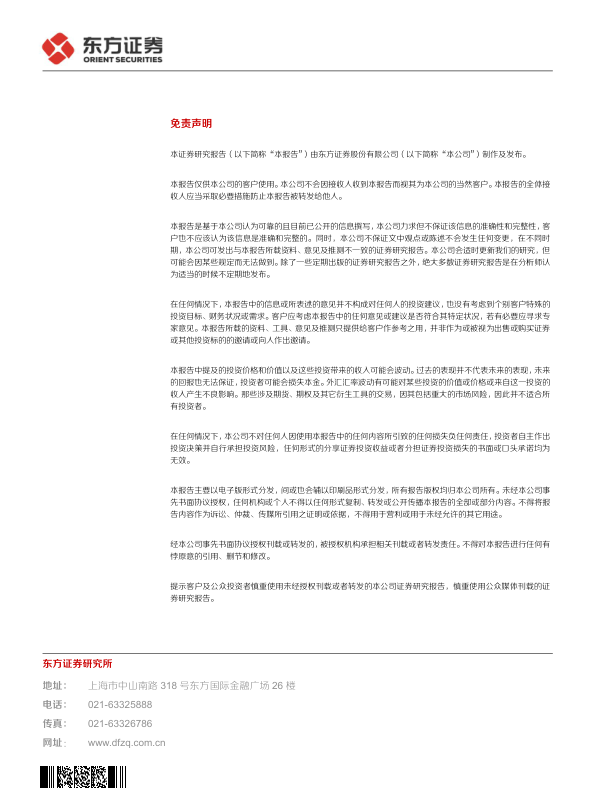 东方证券
ORIENT SECURITIES
免责声明
本证券研究报告（以下简称“本报告”）由东方证券股份有限公司（以下简称“本公司”）制作及发布。
本报告仅供本公司的客户使用。本公司不会因接收人收到本报告而视其为本公司的当然客户。本报告的全体接
收人应当采取必要措施防止本报告被转发给他人。
本报告是基于本公司认为可靠的且目前已公开的信息撰写，本公司力求但不保证该信息的准确性和完整性，客
户也不应该认为该信息是准确和完整的。同时，本公司不保证文中观点或陈述不会发生任何变更，在不同时
期，本公司可发出与本报告所载资料、意见及推测不一致的证券研究报告。本公司会适时更新我们的研究，但
可能会因某些规定而无法做到。除了一些定期出版的证券研究报告之外，绝大多数证券研究报告是在分析师认
为适当的时候不定期地发布。
在任何情况下，本报告中的信息或所表述的意见并不构成对任何人的投资建议，也没有考虑到个别客户特殊的
投资目标、财务状况或需求。客户应考虑本报告中的任何意见或建议是否符合其特定状况，若有必要应寻求专
家意见。本报告所载的资料、工具、意见及推测只提供给客户作参考之用，并非作为或被视为出售或购买证券
或其他投资标的的邀请或向人作出邀请。
本报告中提及的投资价格和价值以及这些投资带来的收入可能会波动。过去的表现并不代表未来的表现，未来
的回报也无法保证，投资者可能会损失本金。外汇汇率波动有可能对某些投资的价值或价格或来自这一投资的
收入产生不良影响。那些涉及期货、期权及其它衍生工具的交易，因其包括重大的市场风险，因此并不适合所
有投资者。
在任何情况下，本公司不对任何人因使用本报告中的任何内容所引致的任何损失负任何责任，投资者自主作出
投资决策并自行承担投资风险，任何形式的分享证券投资收益或者分担证券投资损失的书面或口头承诺均为
无效。
本报告主要以电子版形式分发，间或也会辅以印刷品形式分发，所有报告版权均归本公司所有。未经本公司事
先书面协议授权，任何机构或个人不得以任何形式复制、转发或公开传播本报告的全部或部分内容。不得将报
告内容作为诉讼、仲裁、传媒所引用之证明或依据，不得用于营利或用于未经允许的其它用途。
经本公司事先书面协议授权刊载或转发的，被授权机构承担相关刊载或者转发责任。不得对本报告进行任何有
悖原意的引用、删节和修改。
提示客户及公众投资者慎重使用未经授权刊载或者转发的本公司证券研究报告，慎重使用公众媒体刊载的证
券研究报告。
东方证券研究所
地址： 上海市中山南路 318 号东方国际金融广场 26 楼
电话： 021-63325888
传真： 021-63326786
网址： www.dfzq.com.cn